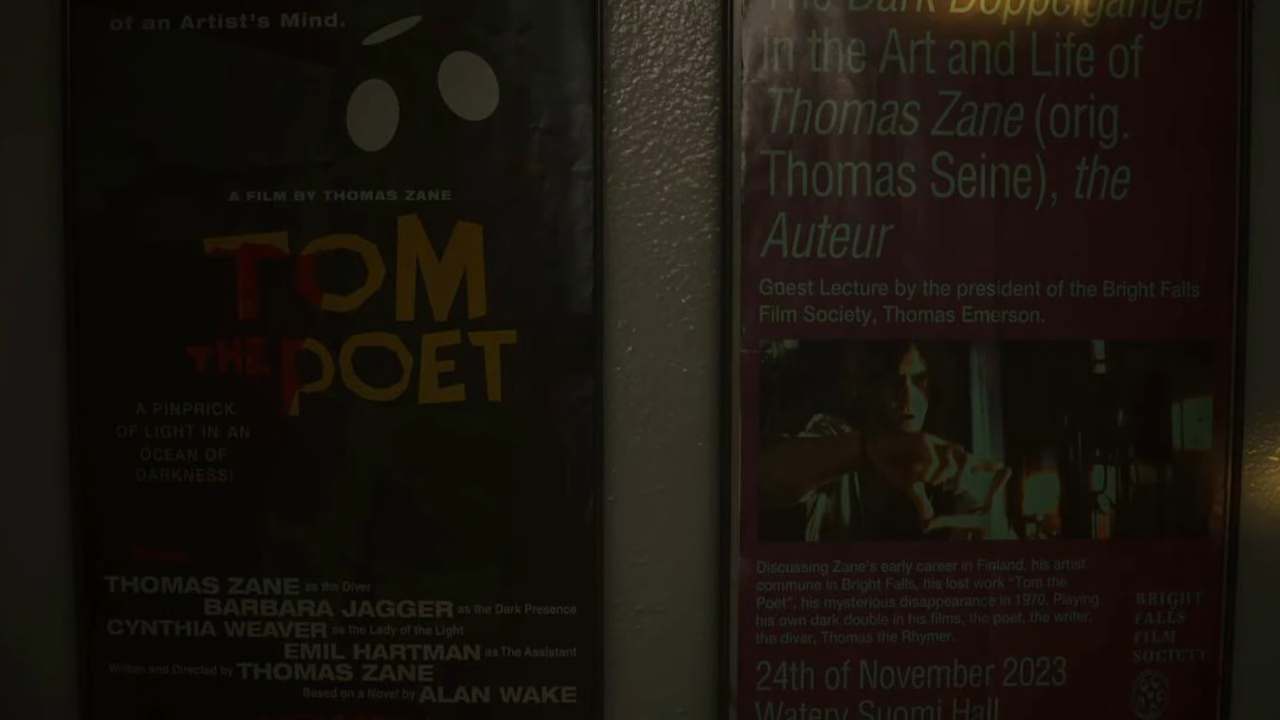 of an Artist's Mind.
A FILM BY THOMAS ZANE
TOM
THE POET
A PINPRICK
OF LIGHT IN AN
OCEAN OF
DARKNESS!
THOMAS ZANE as the Diver
BARBARA JAGGER as the Dark Presence
CYNTHIA WEAVER as the Lady of the Light
EMIL HARTMAN as The Assistant
Written and Directed by THOMAS ZANE
Based on a Novel by ALAN WAKE
The Dark Doppelgänger
in the Art and Life of
Thomas Zane (orig.
Thomas Seine), the
Auteur
Guest Lecture by the president of the Bright Falls
Film Society, Thomas Emerson.
Discussing Zane's early career in Finland, his artist
commune in Bright Falls, his lost work "Tom the
Poet", his mysterious disappearance in 1970. Playing
his own dark double in his films, the poet, the writer,
the diver, Thomas the Rhymer.
BRIGHT
FALLS
FILM
SOCIETY
24th of November 2023
Watery Suomi Hall